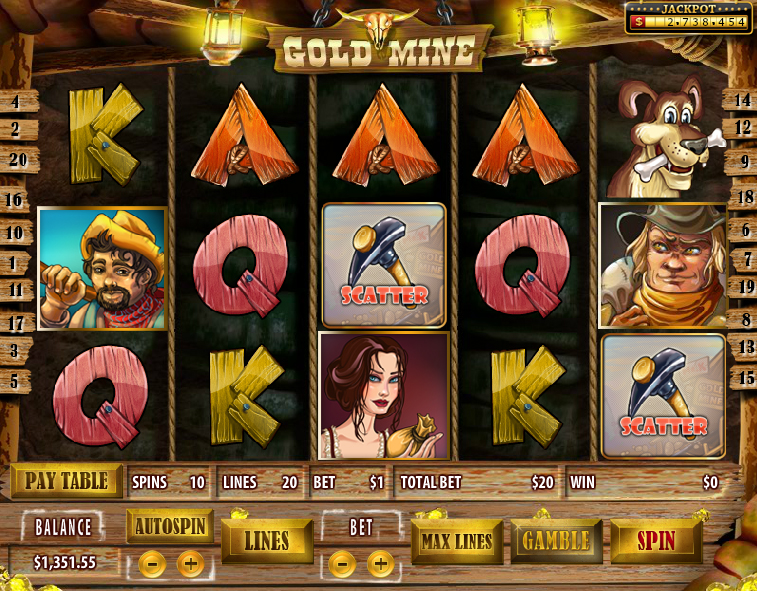 JACKPOT
$ 2.738.454
GOLD MINE
K A A A
4 14
2 12
20 9
16 18
10 6
Q SCATTER Q
1 7
11 19
17 8
3 13
5 15
Q K K SCATTER
PAY TABLE SPINS 10 LINES 20 BET $1 TOTAL BET $20 WIN $0
BALANCE AUTOSPIN LINES BET MAX LINES GAMBLE SPIN
$1,351.55 - + - +